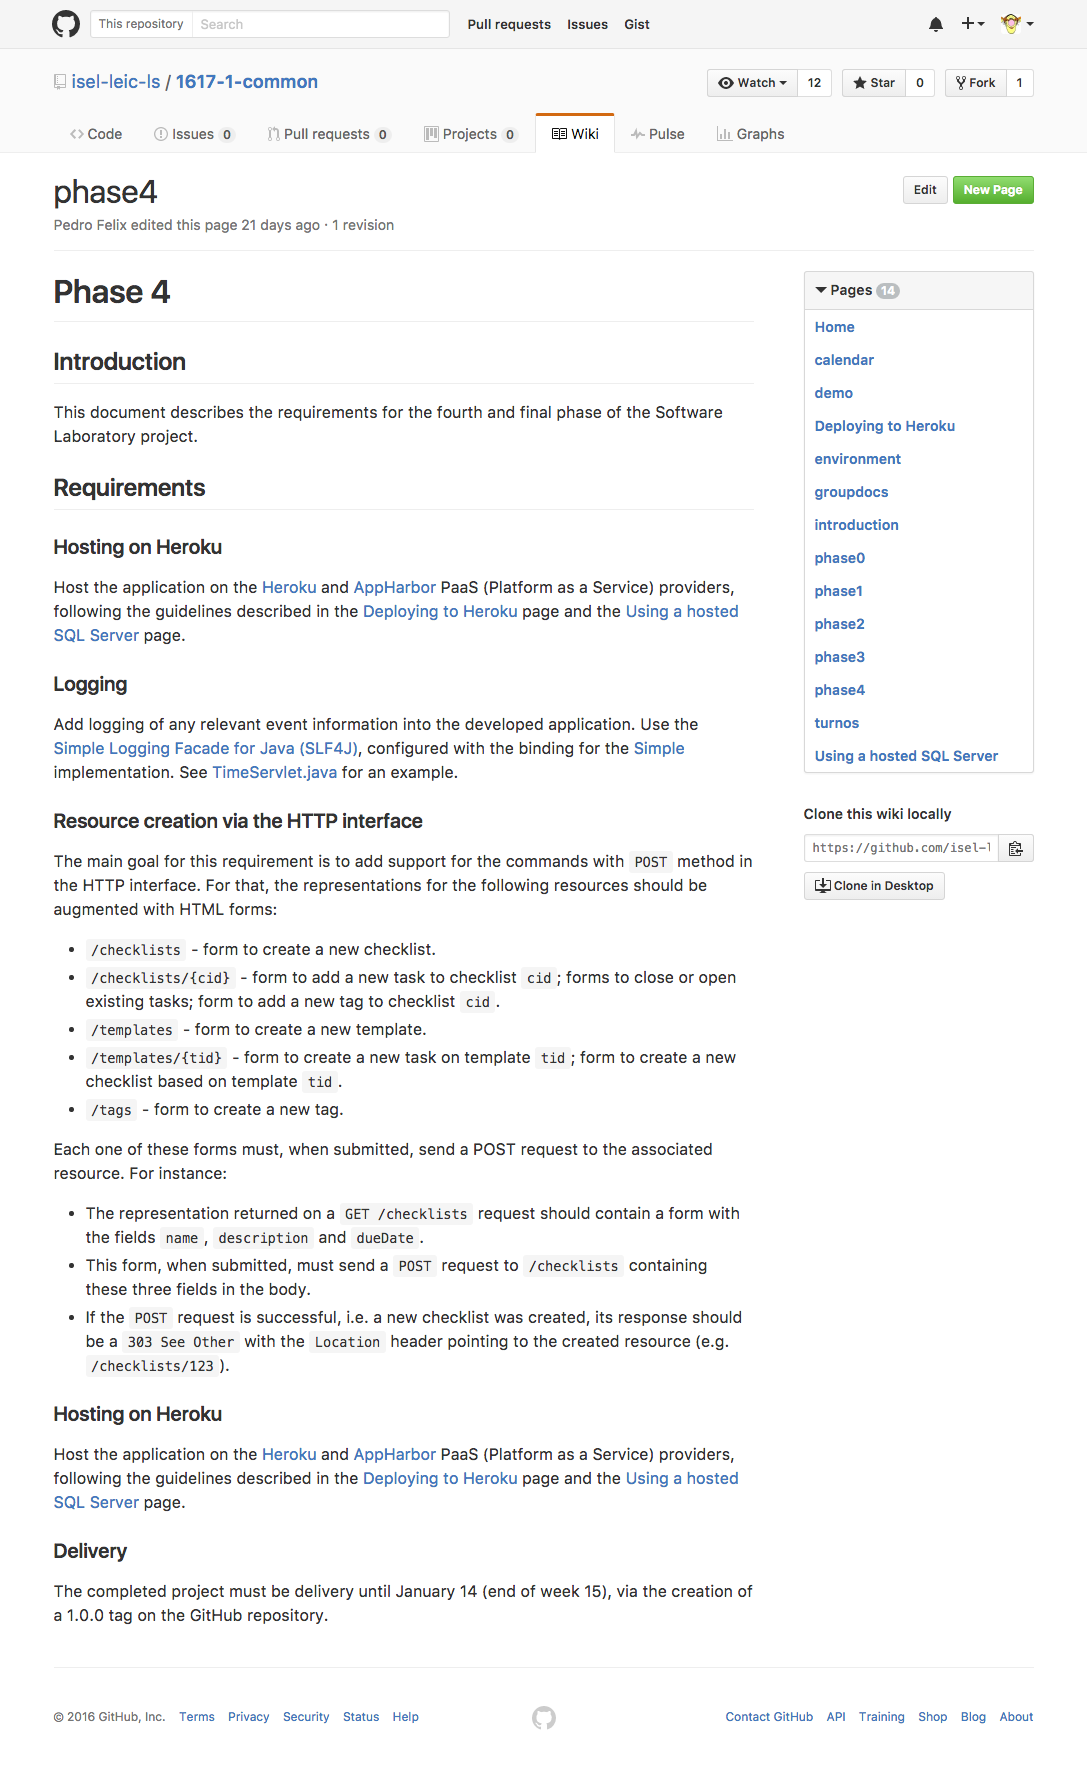 This repository Search Pull requests Issues Gist
isel-leic-ls / 1617-1-common Watch 12 Star 0 Fork 1
Code Issues 0 Pull requests 0 Projects 0 Wiki Pulse Graphs
phase4 Edit New Page
Pedro Felix edited this page 21 days ago · 1 revision
Phase 4
Introduction
This document describes the requirements for the fourth and final phase of the Software
Laboratory project.
Requirements
Hosting on Heroku
Host the application on the Heroku and AppHarbor PaaS (Platform as a Service) providers,
following the guidelines described in the Deploying to Heroku page and the Using a hosted
SQL Server page.
Logging
Add logging of any relevant event information into the developed application. Use the
Simple Logging Facade for Java (SLF4J), configured with the binding for the Simple
implementation. See TimeServlet.java for an example.
Resource creation via the HTTP interface
The main goal for this requirement is to add support for the commands with POST method in
the HTTP interface. For that, the representations for the following resources should be
augmented with HTML forms:
• /checklists - form to create a new checklist.
• /checklists/{cid} - form to add a new task to checklist cid; forms to close or open
existing tasks; form to add a new tag to checklist cid.
• /templates - form to create a new template.
• /templates/{tid} - form to create a new task on template tid; form to create a new
checklist based on template tid.
• /tags - form to create a new tag.
Each one of these forms must, when submitted, send a POST request to the associated
resource. For instance:
• The representation returned on a GET /checklists request should contain a form with
the fields name, description and dueDate.
• This form, when submitted, must send a POST request to /checklists containing
these three fields in the body.
• If the POST request is successful, i.e. a new checklist was created, its response should
be a 303 See Other with the Location header pointing to the created resource (e.g.
/checklists/123).
Hosting on Heroku
Host the application on the Heroku and AppHarbor PaaS (Platform as a Service) providers,
following the guidelines described in the Deploying to Heroku page and the Using a hosted
SQL Server page.
Delivery
The completed project must be delivery until January 14 (end of week 15), via the creation of
a 1.0.0 tag on the GitHub repository.
Pages 14
Home
calendar
demo
Deploying to Heroku
environment
groupdocs
introduction
phase0
phase1
phase2
phase3
phase4
turnos
Using a hosted SQL Server
Clone this wiki locally
https://github.com/isel-l
Clone in Desktop
© 2016 GitHub, Inc. Terms Privacy Security Status Help Contact GitHub API Training Shop Blog About